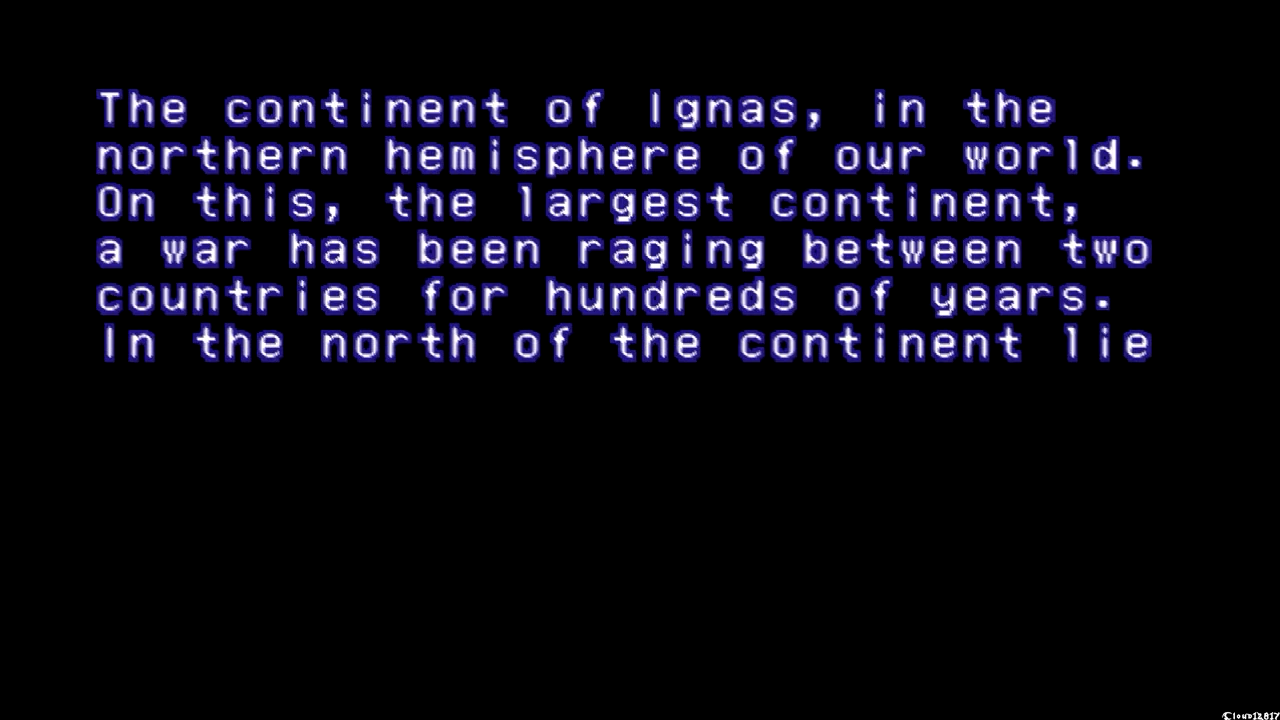 The continent of Ignas, in the
northern hemisphere of our world.
On this, the largest continent,
a war has been raging between two
countries for hundreds of years.
In the north of the continent lie